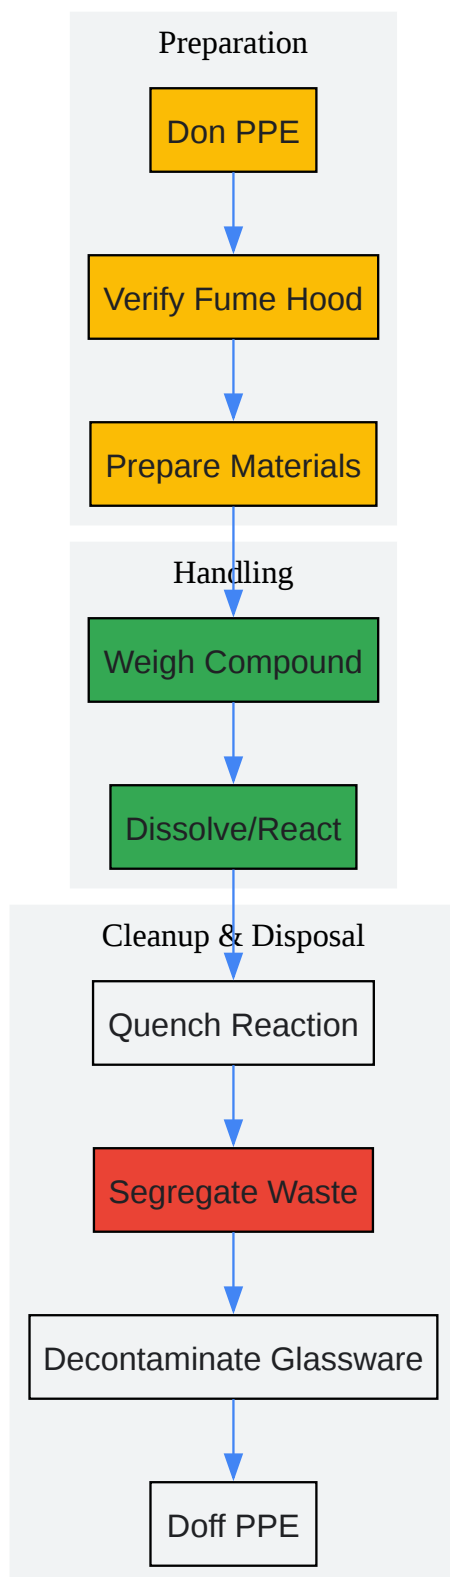 Preparation
Don PPE
Verify Fume Hood
Prepare Materials
Handling
Weigh Compound
Dissolve/React
Cleanup & Disposal
Quench Reaction
Segregate Waste
Decontaminate Glassware
Doff PPE